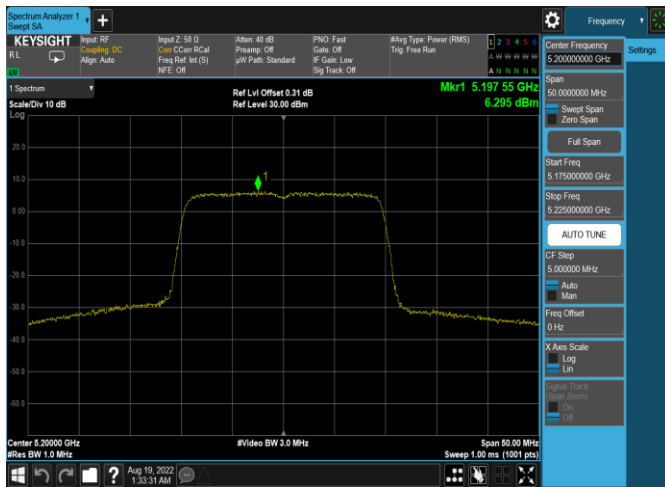 Spectrum Analyzer 1
Swept SA
Frequency
KEYSIGHT
RL
Input: RF
Coupling: DC
Align: Auto
Input Z: 50 Ω
Corr CCorr RCal
Freq Ref: Int (S)
NFE: Off
Atten: 40 dB
Preamp: Off
µW Path: Standard
PNO: Fast
Gate: Off
IF Gain: Low
Sig Track: Off
#Avg Type: Power (RMS)
Trig: Free Run
1 2 3 4 5 6
A W W W W W
A N N N N N
1 Spectrum
Scale/Div 10 dB
Log
Ref Lvl Offset 0.31 dB
Ref Level 30.00 dBm
Mkr1 5.197 55 GHz
6.295 dBm
20.0
10.0
0.00
-10.0
-20.0
-30.0
-40.0
-50.0
-60.0
1
Center 5.20000 GHz
#Res BW 1.0 MHz
#Video BW 3.0 MHz
Span 50.00 MHz
Sweep 1.00 ms (1001 pts)
Aug 19, 2022
1:33:31 AM
Center Frequency
5.200000000 GHz
Settings
Span
50.0000000 MHz
Swept Span
Zero Span
Full Span
Start Freq
5.175000000 GHz
Stop Freq
5.225000000 GHz
AUTO TUNE
CF Step
5.000000 MHz
Auto
Man
Freq Offset
0 Hz
X Axis Scale
Log
Lin
Signal Track
(Span Zoom)
On
Off